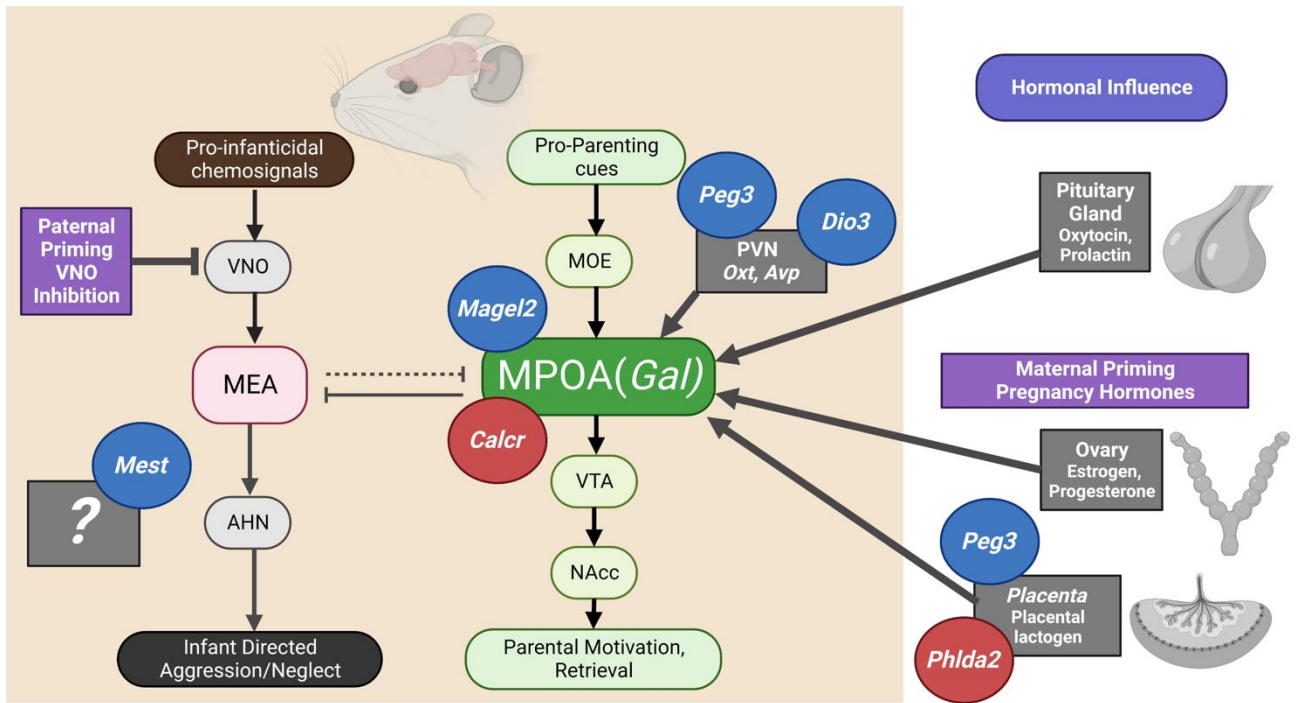 Pro-infanticidal
chemosignals
Paternal
Priming
VNO
Inhibition
VNO
MEA
Mest
?
AHN
Infant Directed
Aggression/Neglect
Pro-Parenting
cues
MOE
Peg3
Dio3
PVN
Oxt, Avp
Magel2
MPOA(Gal)
Calcr
VTA
NAcc
Parental Motivation,
Retrieval
Hormonal Influence
Pituitary
Gland
Oxytocin,
Prolactin
Maternal Priming
Pregnancy Hormones
Ovary
Estrogen,
Progesterone
Peg3
Placenta
Placental
lactogen
Phlda2